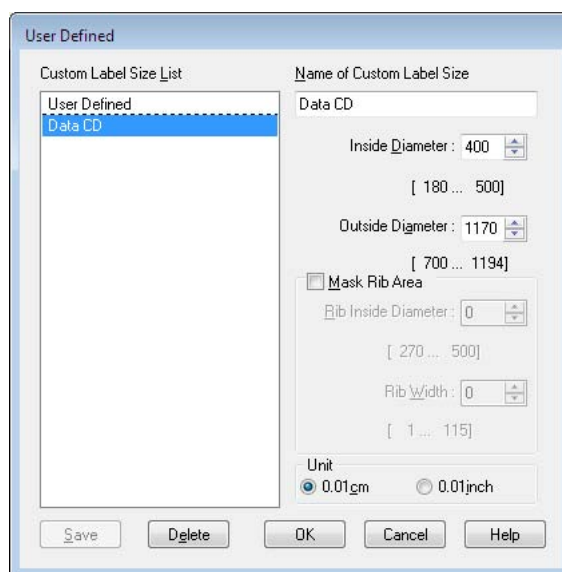 User Defined
Custom Label Size List
User Defined
Data CD
Name of Custom Label Size
Data CD
Inside Diameter : 400
[ 180 ... 500]
Outside Diameter : 1170
[ 700 ... 1194]
Mask Rib Area
Rib Inside Diameter : 0
[ 270 ... 500]
Rib Width : 0
[ 1 ... 115]
Unit
0.01cm 0.01inch
Save Delete OK Cancel Help